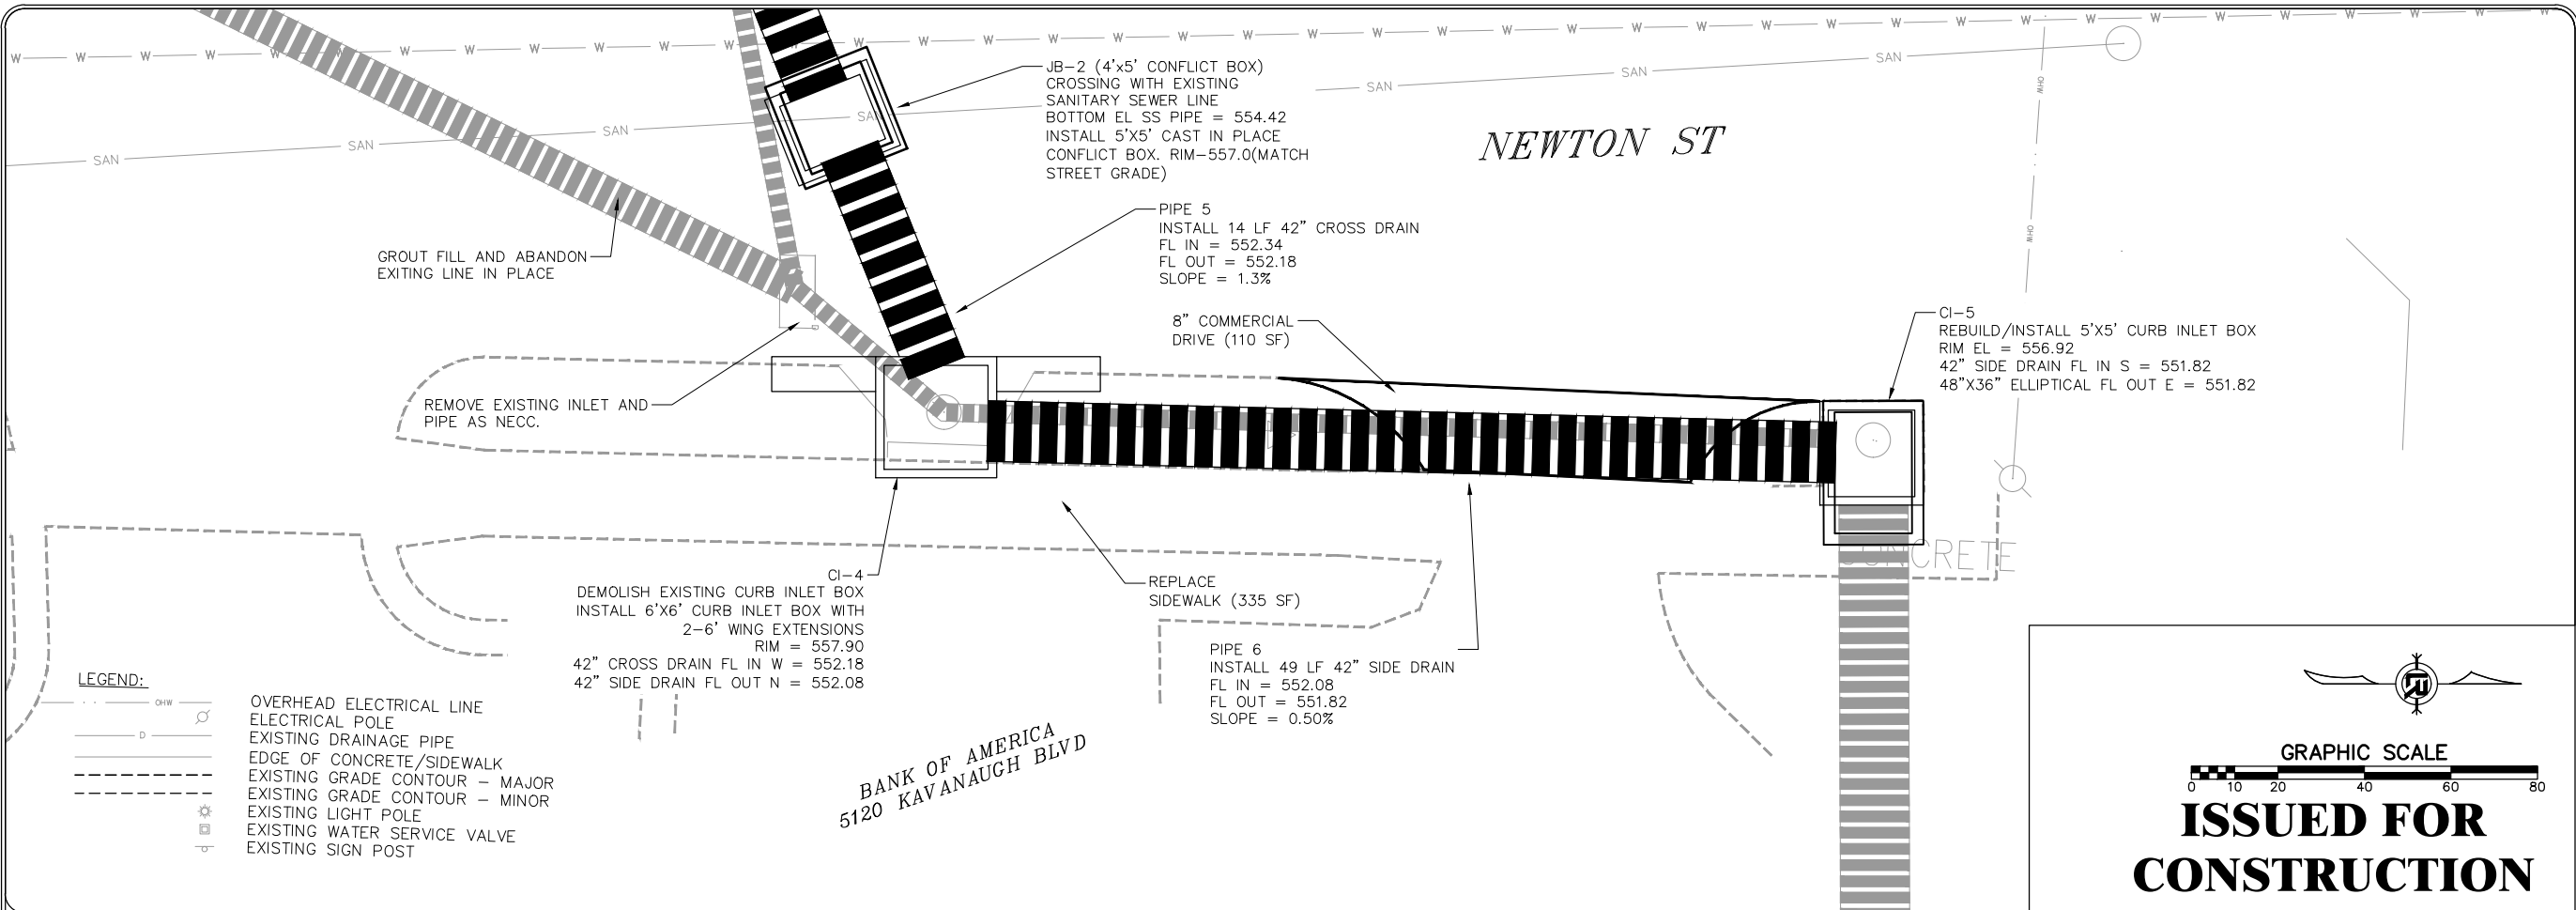 W W W W W W W W W W W W W W W W W W W W W W W W W W W W W W W W W W W W W W W W
SAN SAN SAN SAN SAN SAN SAN
OHW
OHW
JB-2 (4'x5' CONFLICT BOX)
CROSSING WITH EXISTING
SANITARY SEWER LINE
BOTTOM EL SS PIPE = 554.42
INSTALL 5'X5' CAST IN PLACE
CONFLICT BOX. RIM-557.0(MATCH
STREET GRADE)
NEWTON ST
PIPE 5
INSTALL 14 LF 42" CROSS DRAIN
FL IN = 552.34
FL OUT = 552.18
SLOPE = 1.3%
GROUT FILL AND ABANDON
EXITING LINE IN PLACE
8" COMMERCIAL
DRIVE (110 SF)
CI-5
REBUILD/INSTALL 5'X5' CURB INLET BOX
RIM EL = 556.92
42" SIDE DRAIN FL IN S = 551.82
48"X36" ELLIPTICAL FL OUT E = 551.82
REMOVE EXISTING INLET AND
PIPE AS NECC.
CONCRETE
CI-4
DEMOLISH EXISTING CURB INLET BOX
INSTALL 6'X6' CURB INLET BOX WITH
2-6' WING EXTENSIONS
RIM = 557.90
42" CROSS DRAIN FL IN W = 552.18
42" SIDE DRAIN FL OUT N = 552.08
REPLACE
SIDEWALK (335 SF)
PIPE 6
INSTALL 49 LF 42" SIDE DRAIN
FL IN = 552.08
FL OUT = 551.82
SLOPE = 0.50%
BANK OF AMERICA
5120 KAVANAUGH BLVD
LEGEND:
OHW OVERHEAD ELECTRICAL LINE
ELECTRICAL POLE
D EXISTING DRAINAGE PIPE
EDGE OF CONCRETE/SIDEWALK
EXISTING GRADE CONTOUR - MAJOR
EXISTING GRADE CONTOUR - MINOR
EXISTING LIGHT POLE
EXISTING WATER SERVICE VALVE
EXISTING SIGN POST
GRAPHIC SCALE
0 10 20 40 60 80
ISSUED FOR
CONSTRUCTION